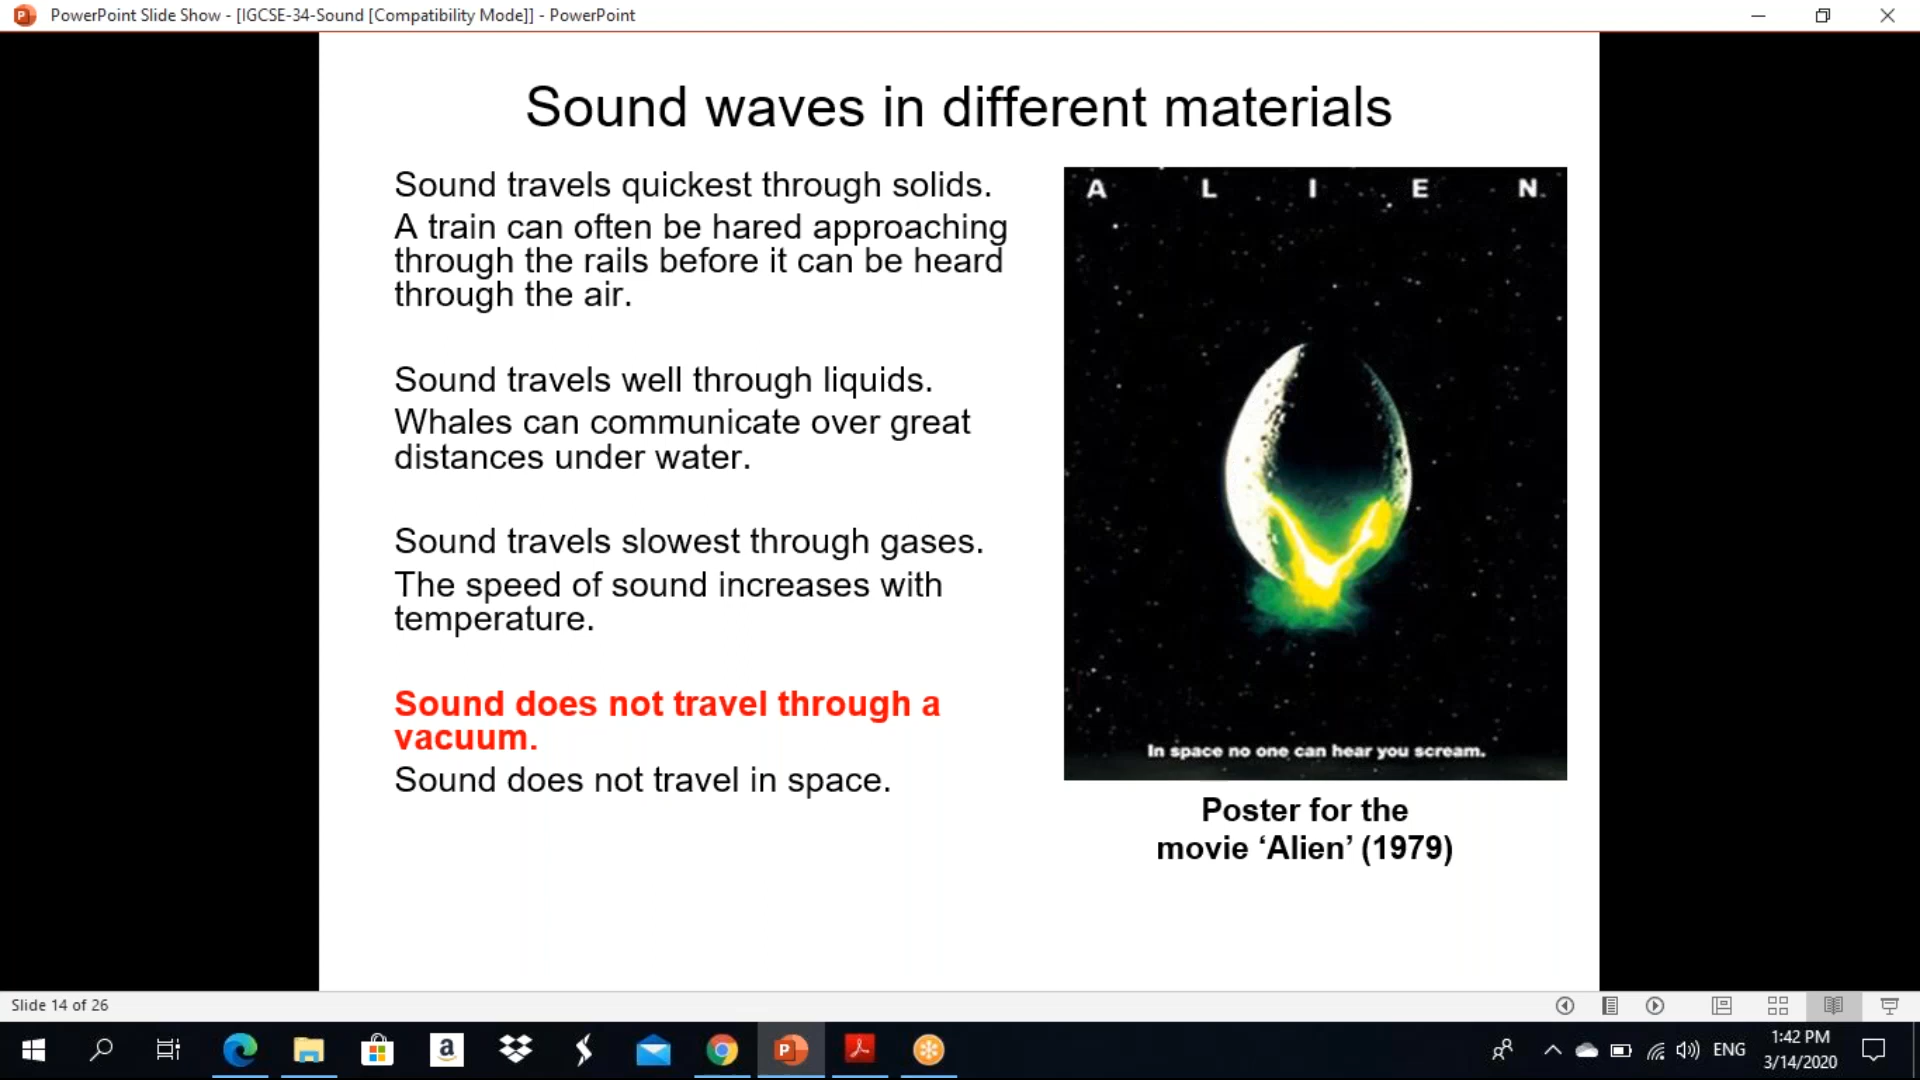 PowerPoint Slide Show - [IGCSE-34-Sound [Compatibility Mode]] - PowerPoint
Sound waves in different materials
Sound travels quickest through solids.
A train can often be hared approaching
through the rails before it can be heard
through the air.
Sound travels well through liquids.
Whales can communicate over great
distances under water.
Sound travels slowest through gases.
The speed of sound increases with
temperature.
Sound does not travel through a
vacuum.
Sound does not travel in space.
A L I E N
In space no one can hear you scream.
Poster for the
movie ‘Alien’ (1979)
Slide 14 of 26
ENG
1:42 PM
3/14/2020